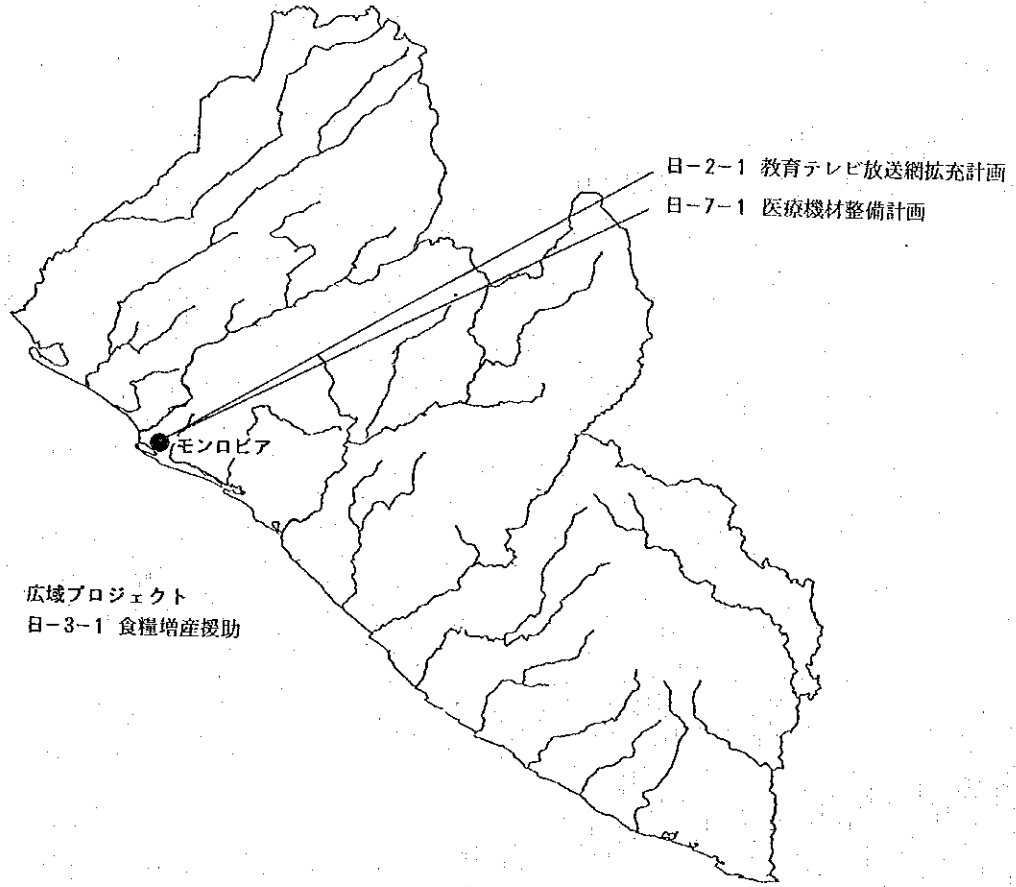 日-2-1 教育テレビ放送網拡充計画
日-7-1 医療機材整備計画
モンロビア
広域プロジェクト
日-3-1 食糧増産援助